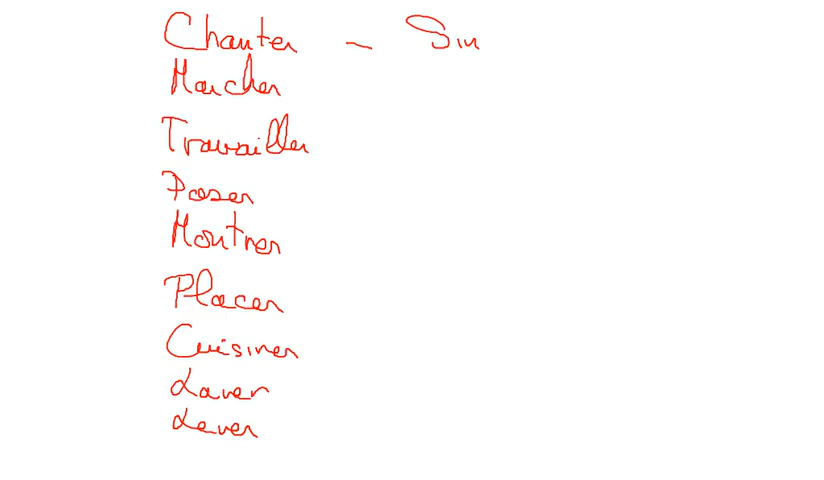 Chanter – Sin
Marcher
Travailler
Poser
Montrer
Placer
Cuisiner
Laver
Lever